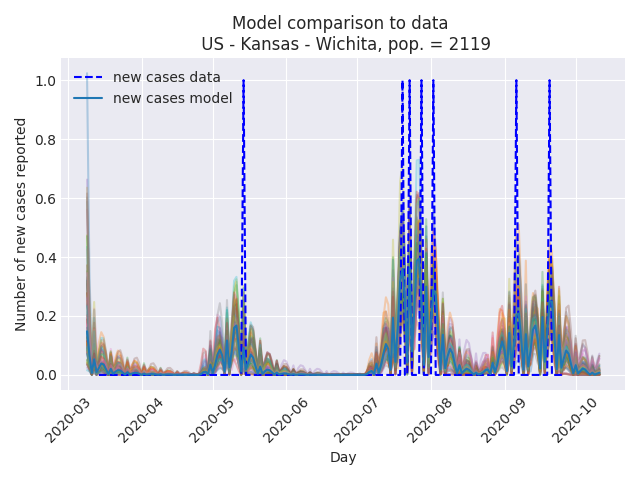 Model comparison to data
US - Kansas - Wichita, pop. = 2119
new cases data
new cases model
Number of new cases reported
1.0
0.8
0.6
0.4
0.2
0.0
2020-03
2020-04
2020-05
2020-06
2020-07
2020-08
2020-09
2020-10
Day